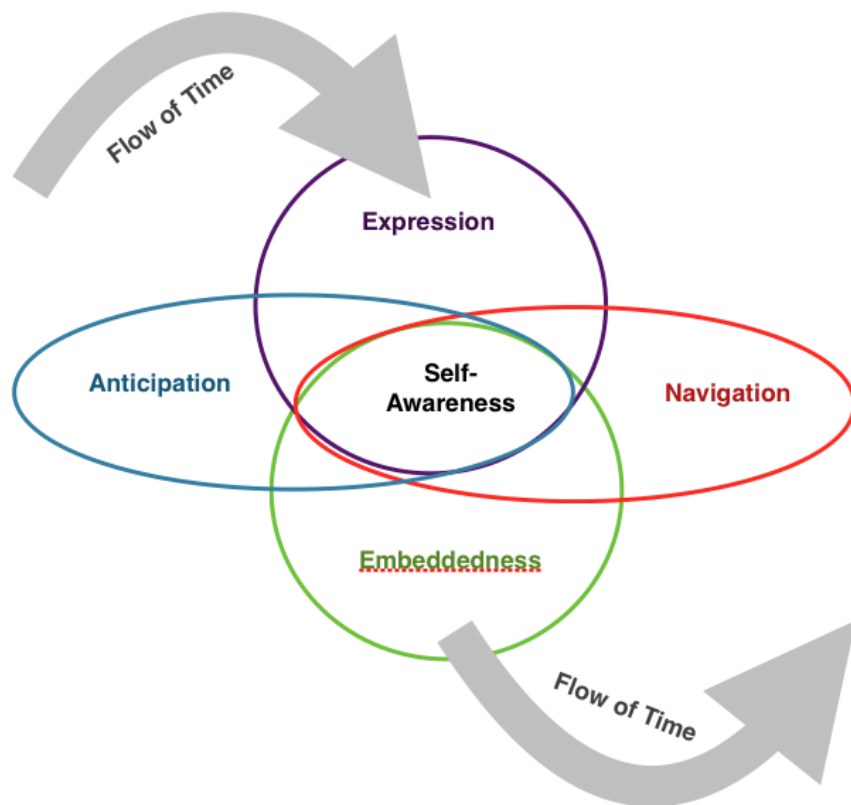 Flow of Time
Expression
Anticipation
Self-
Awareness
Navigation
Embeddedness
Flow of Time